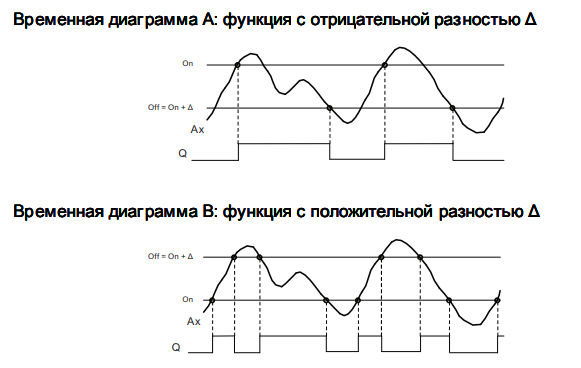 Временная диаграмма А: функция с отрицательной разностью Δ
On
Off = On + Δ
Ax
Q
Временная диаграмма В: функция с положительной разностью Δ
Off = On + Δ
On
Ax
Q